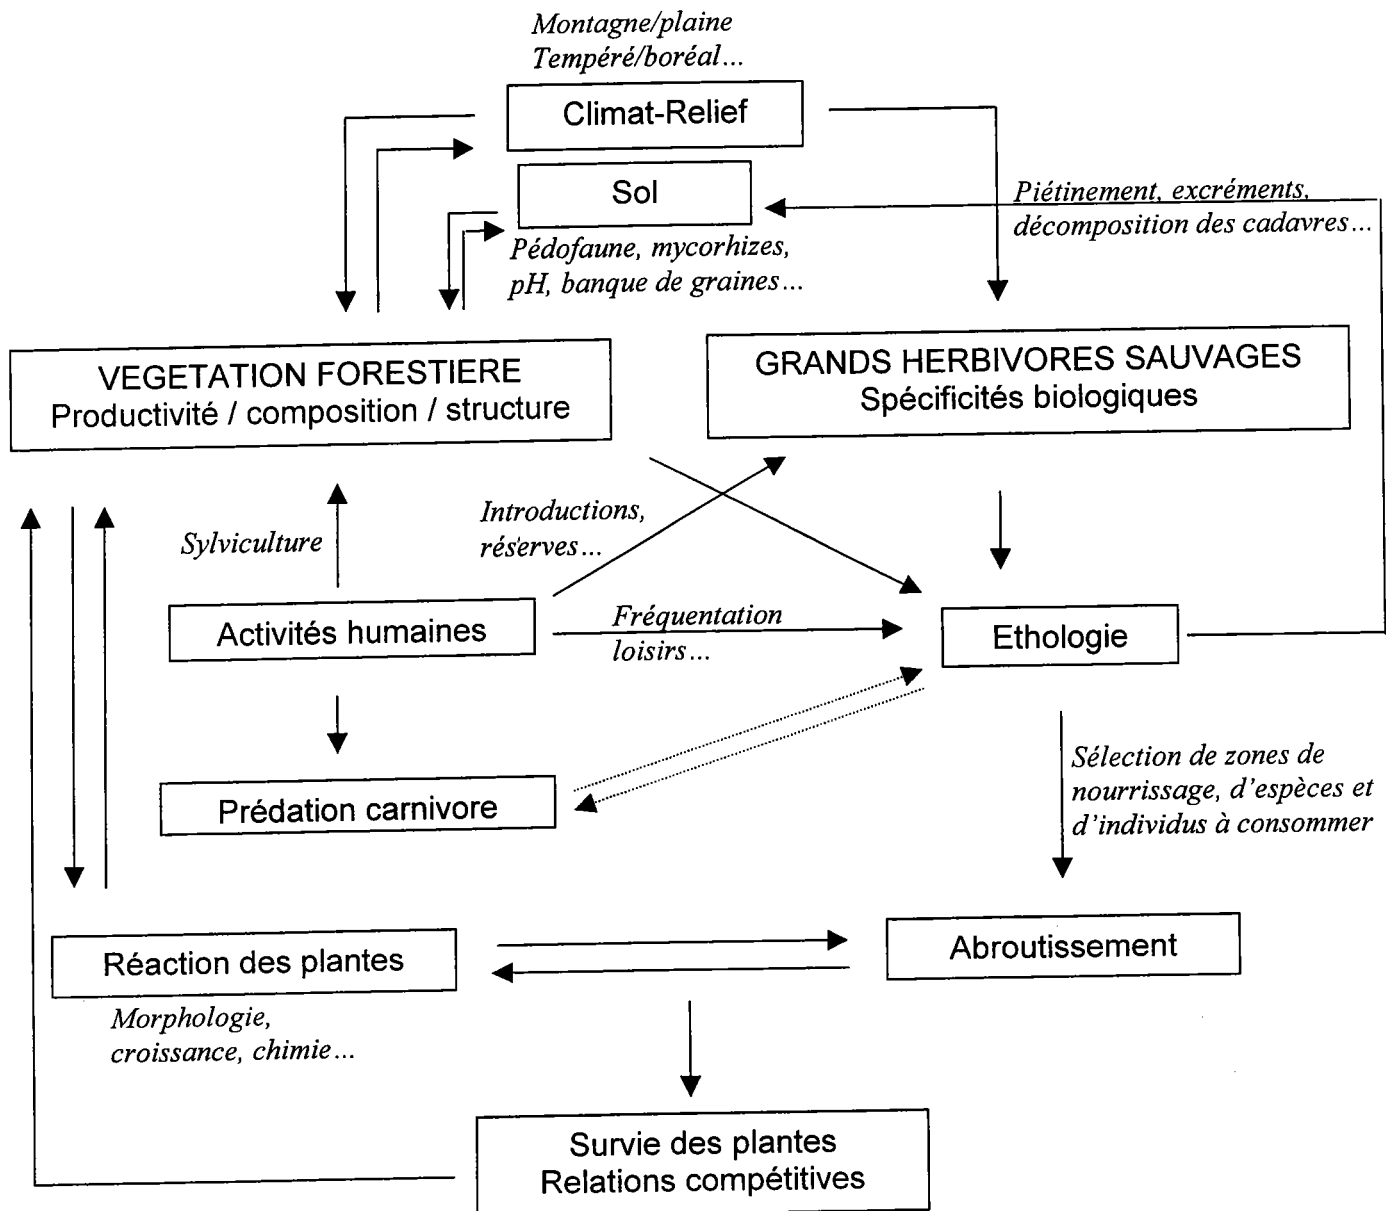 Montagne/plaine
Tempéré/boréal...
Climat-Relief
Sol
Pédofaune, mycorhizes,
pH, banque de graines...
Piétinement, excréments,
décomposition des cadavres...
VEGETATION FORESTIERE
Productivité / composition / structure
GRANDS HERBIVORES SAUVAGES
Spécificités biologiques
Sylviculture
Introductions,
réserves...
Activités humaines
Fréquentation
loisirs...
Ethologie
Prédation carnivore
Sélection de zones de
nourrissage, d'espèces et
d'individus à consommer
Réaction des plantes
Morphologie,
croissance, chimie...
Abroutissement
Survie des plantes
Relations compétitives